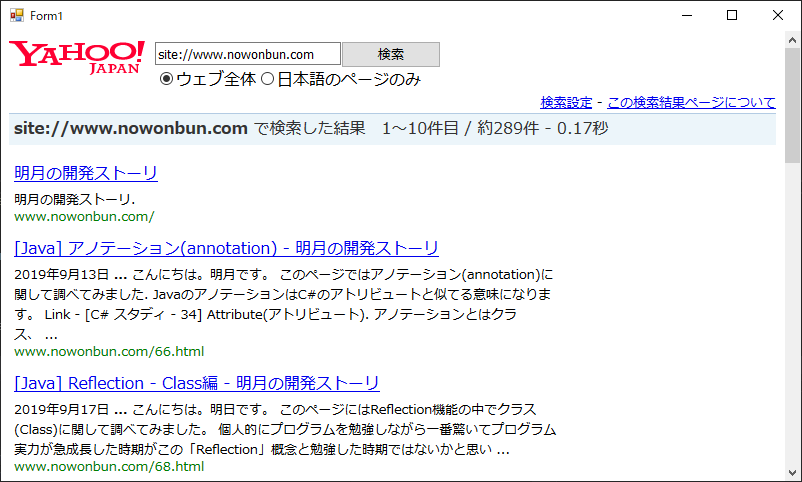 Form1
YAHOO!
JAPAN
site://www.nowonbun.com
検索
ウェブ全体 日本語のページのみ
検索設定 - この検索結果ページについて
site://www.nowonbun.com で検索した結果 1～10件目 / 約289件 - 0.17秒
明月の開発ストーリ
明月の開発ストーリ.
www.nowonbun.com/
[Java] アノテーション(annotation) - 明月の開発ストーリ
2019年9月13日 ... こんにちは。明月です。 このページではアノテーション(annotation)に
関して調べてみました. JavaのアノテーションはC#のアトリビュートと似てる意味になりま
す。 Link - [C# スタディ - 34] Attribute(アトリビュート). アノテーションとはクラ
ス、 ...
www.nowonbun.com/66.html
[Java] Reflection - Class編 - 明月の開発ストーリ
2019年9月17日 ... こんにちは。明日です。 このページにはReflection機能の中でクラス
(Class)に関して調べてみました。 個人的にプログラムを勉強しながら一番驚いてプログラム
実力が急成長した時期がこの「Reflection」概念と勉強した時期ではないかと思い ...
www.nowonbun.com/68.html